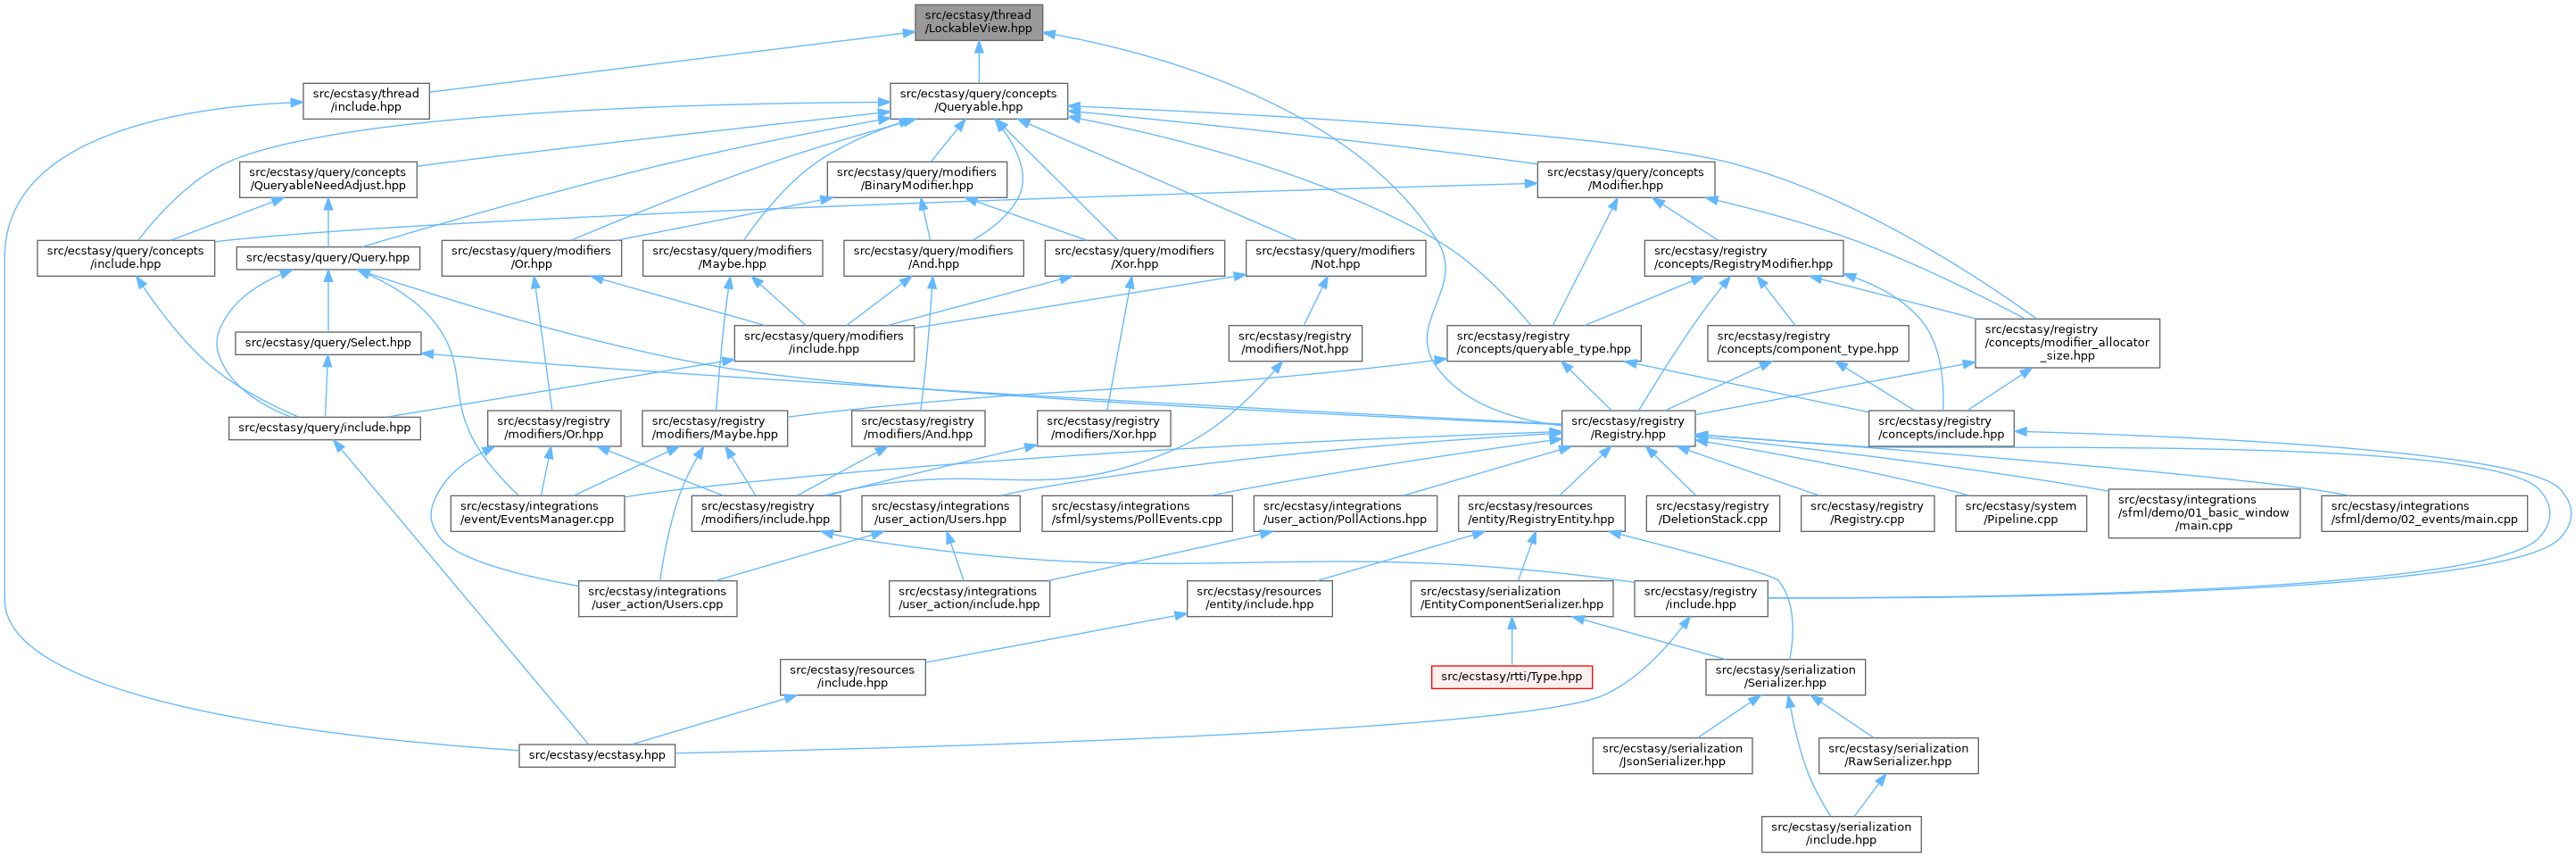 src/ecstasy/thread
/LockableView.hpp
src/ecstasy/thread
/include.hpp
src/ecstasy/query/concepts
/Queryable.hpp
src/ecstasy/query/concepts
/QueryableNeedAdjust.hpp
src/ecstasy/query/modifiers
/BinaryModifier.hpp
src/ecstasy/query/concepts
/Modifier.hpp
src/ecstasy/query/concepts
/include.hpp
src/ecstasy/query/Query.hpp
src/ecstasy/query/modifiers
/Or.hpp
src/ecstasy/query/modifiers
/Maybe.hpp
src/ecstasy/query/modifiers
/And.hpp
src/ecstasy/query/modifiers
/Xor.hpp
src/ecstasy/query/modifiers
/Not.hpp
src/ecstasy/registry
/concepts/RegistryModifier.hpp
src/ecstasy/query/Select.hpp
src/ecstasy/query/modifiers
/include.hpp
src/ecstasy/registry
/modifiers/Not.hpp
src/ecstasy/registry
/concepts/queryable_type.hpp
src/ecstasy/registry
/concepts/component_type.hpp
src/ecstasy/registry
/concepts/modifier_allocator
_size.hpp
src/ecstasy/query/include.hpp
src/ecstasy/registry
/modifiers/Or.hpp
src/ecstasy/registry
/modifiers/Maybe.hpp
src/ecstasy/registry
/modifiers/And.hpp
src/ecstasy/registry
/modifiers/Xor.hpp
src/ecstasy/registry
/Registry.hpp
src/ecstasy/registry
/concepts/include.hpp
src/ecstasy/integrations
/event/EventsManager.cpp
src/ecstasy/registry
/modifiers/include.hpp
src/ecstasy/integrations
/user_action/Users.hpp
src/ecstasy/integrations
/sfml/systems/PollEvents.cpp
src/ecstasy/integrations
/user_action/PollActions.hpp
src/ecstasy/resources
/entity/RegistryEntity.hpp
src/ecstasy/registry
/DeletionStack.cpp
src/ecstasy/registry
/Registry.cpp
src/ecstasy/system
/Pipeline.cpp
src/ecstasy/integrations
/sfml/demo/01_basic_window
/main.cpp
src/ecstasy/integrations
/sfml/demo/02_events/main.cpp
src/ecstasy/integrations
/user_action/Users.cpp
src/ecstasy/integrations
/user_action/include.hpp
src/ecstasy/resources
/entity/include.hpp
src/ecstasy/serialization
/EntityComponentSerializer.hpp
src/ecstasy/registry
/include.hpp
src/ecstasy/resources
/include.hpp
src/ecstasy/rtti/Type.hpp
src/ecstasy/serialization
/Serializer.hpp
src/ecstasy/ecstasy.hpp
src/ecstasy/serialization
/JsonSerializer.hpp
src/ecstasy/serialization
/RawSerializer.hpp
src/ecstasy/serialization
/include.hpp